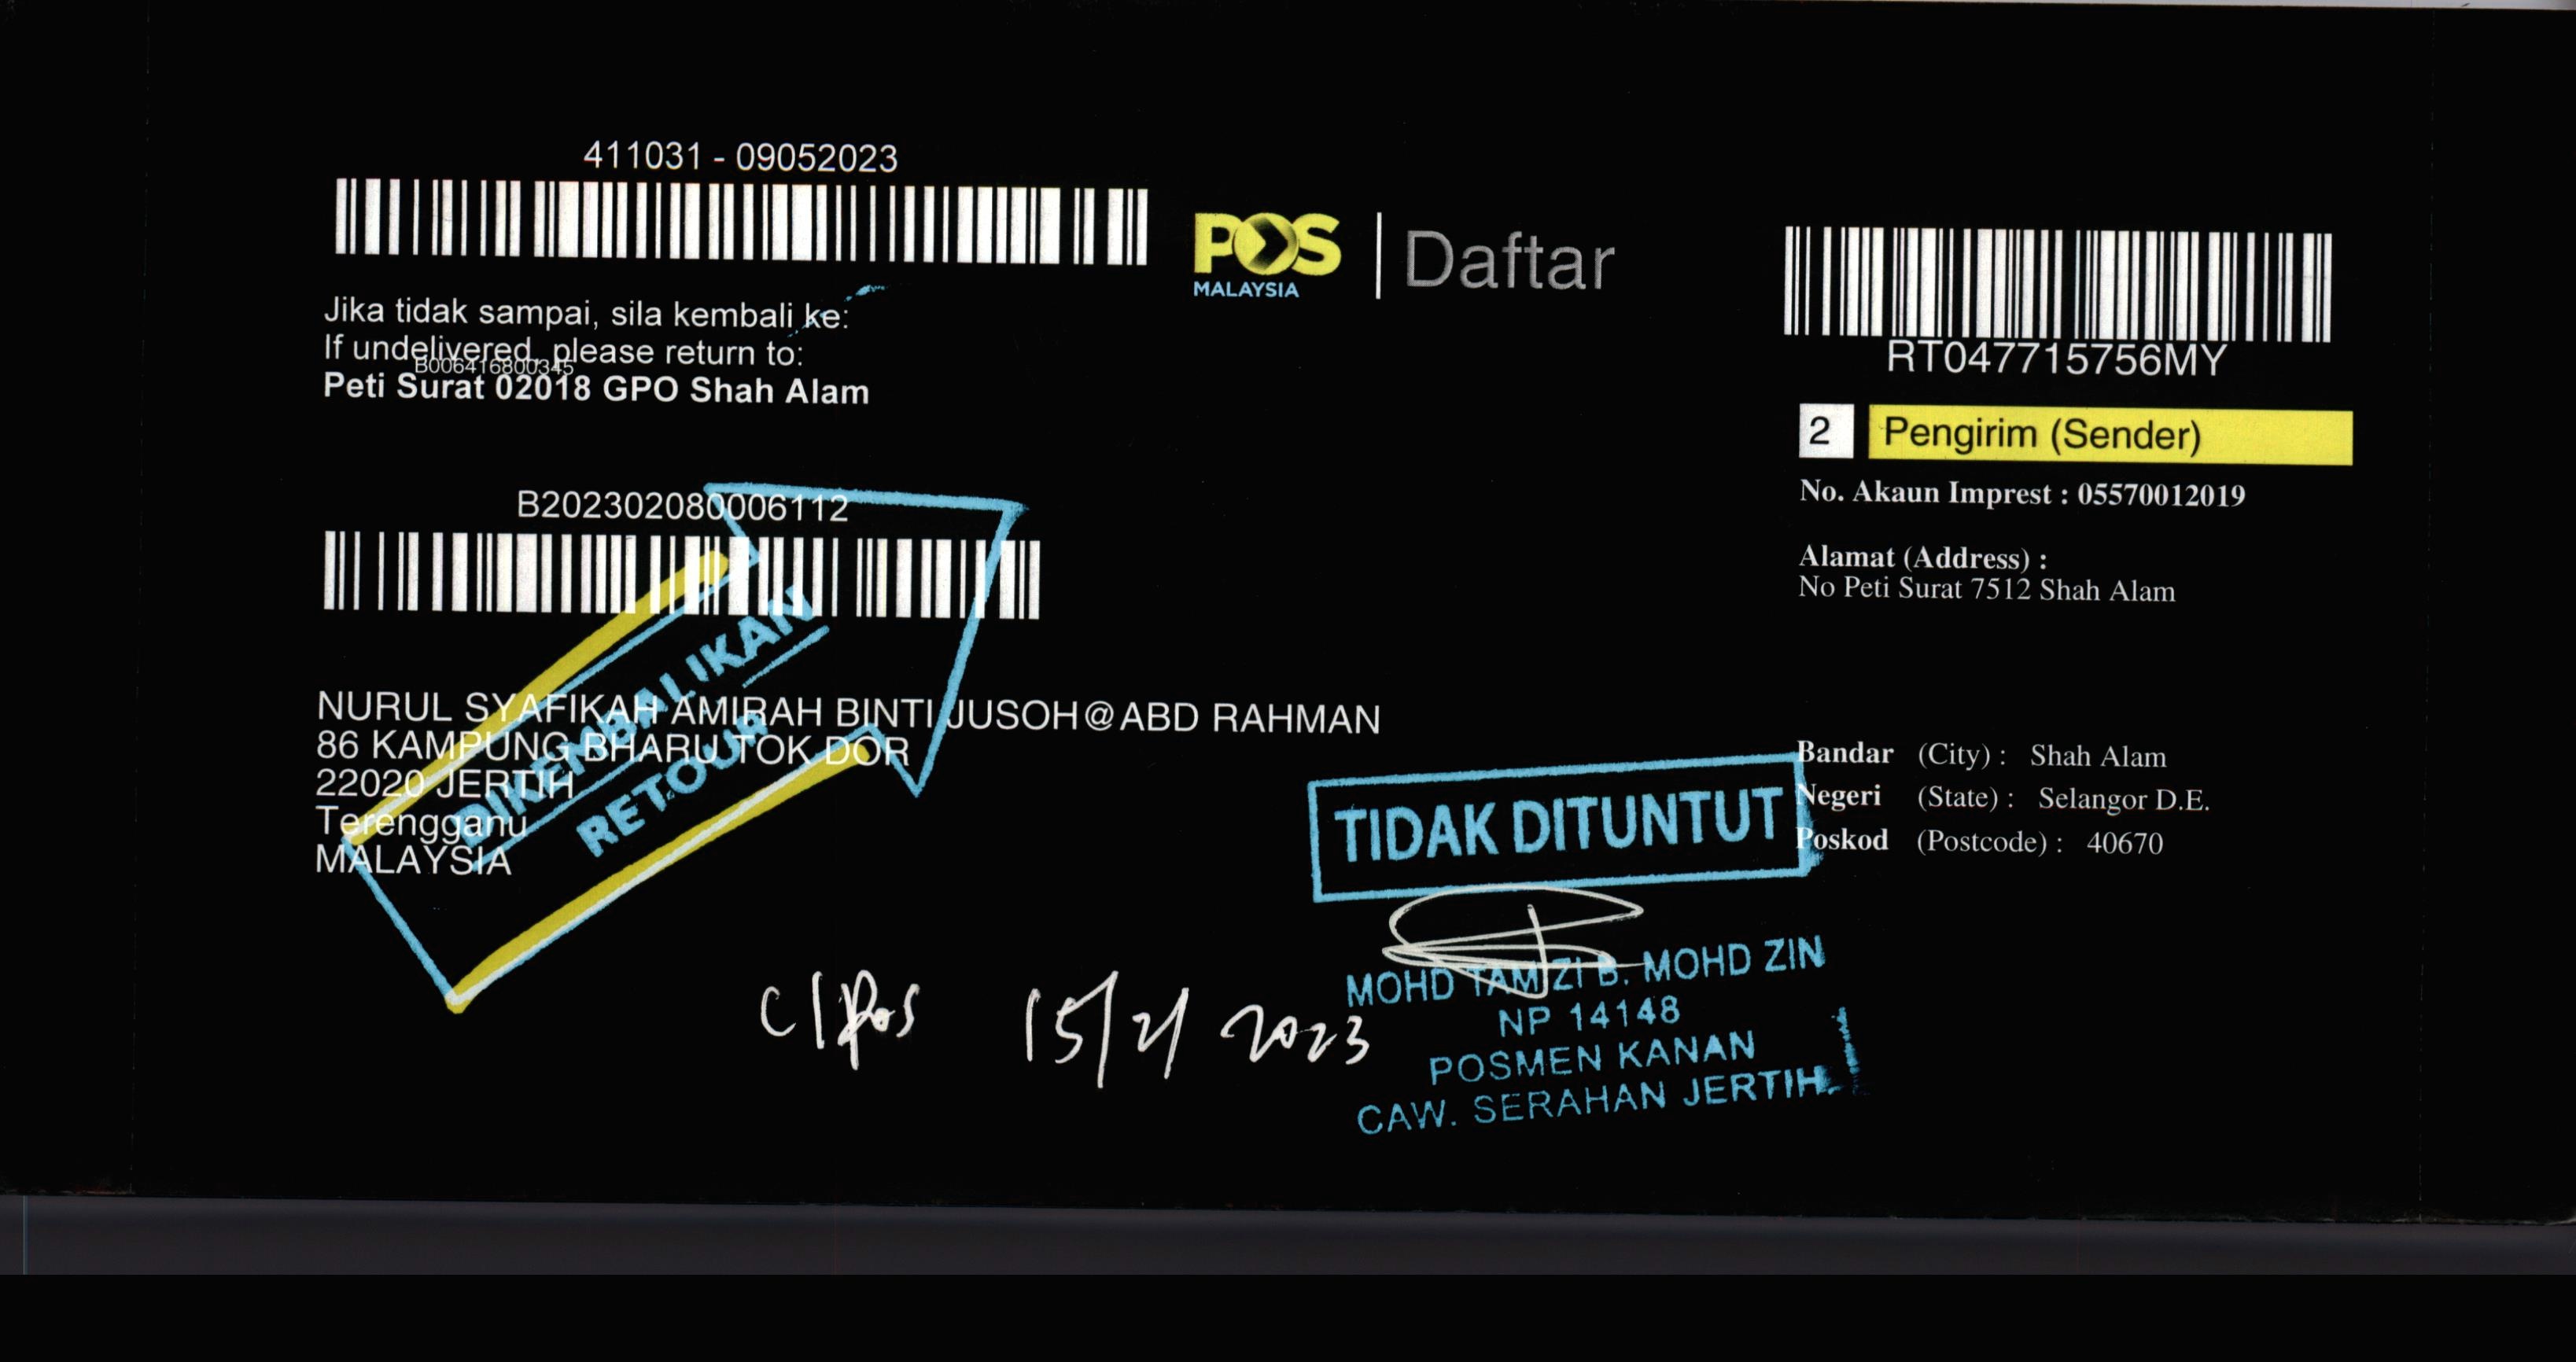 411031 - 09052023
POS
MALAYSIA
Daftar
Jika tidak sampai, sila kembali ke:
If undelivered, please return to:
B006416800345
Peti Surat 02018 GPO Shah Alam
RT047715756MY
2 Pengirim (Sender)
No. Akaun Imprest : 05570012019
Alamat (Address) :
No Peti Surat 7512 Shah Alam
Bandar (City) : Shah Alam
Negeri (State) : Selangor D.E.
Poskod (Postcode) : 40670
B202302080006112
NURUL SYAFIKAH AMIRAH BINTI JUSOH@ABD RAHMAN
86 KAMPUNG BHARU TOK DOR
22020 JERTIH
Terengganu
MALAYSIA
DIKEMBALIKAN
RETOUR
TIDAK DITUNTUT
C/Pos 15/2/2023
MOHD TAMIZI B. MOHD ZIN
NP 14148
POSMEN KANAN
CAW. SERAHAN JERTIH